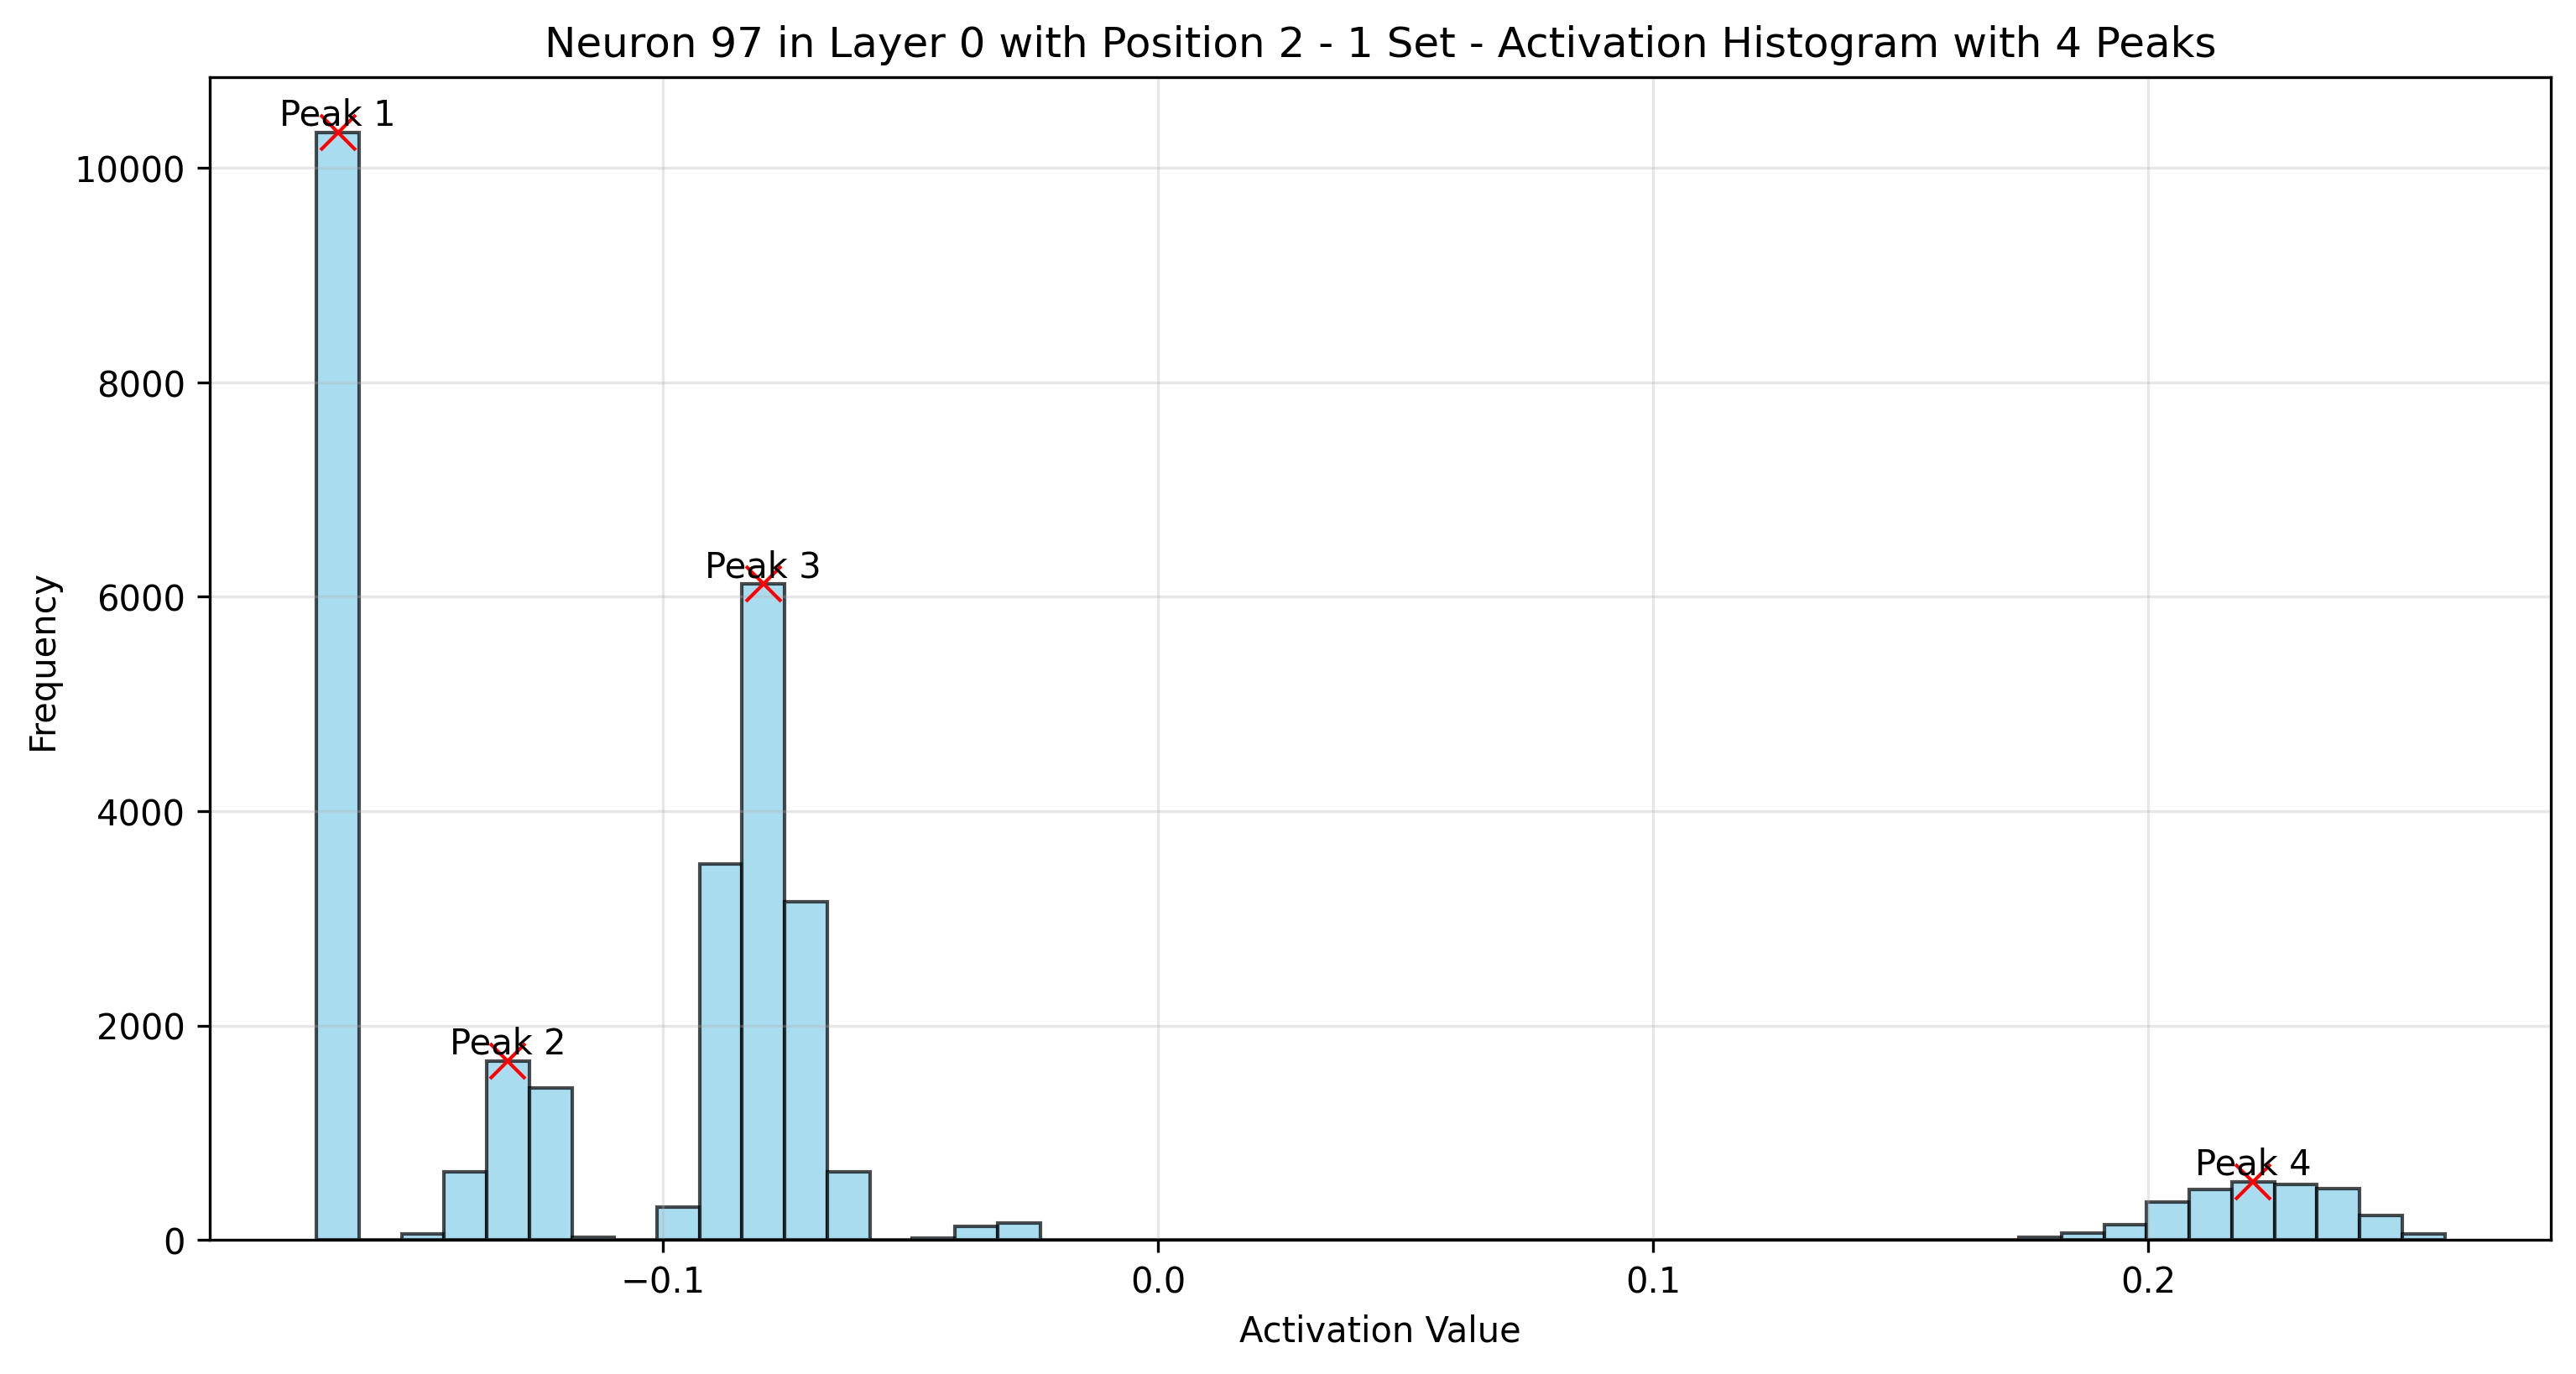 Neuron 97 in Layer 0 with Position 2 - 1 Set - Activation Histogram with 4 Peaks
Peak 1
10000
8000
Peak 3
6000
Frequency
4000
Peak 2
2000
Peak 4
0
−0.1
0.0
0.1
0.2
Activation Value